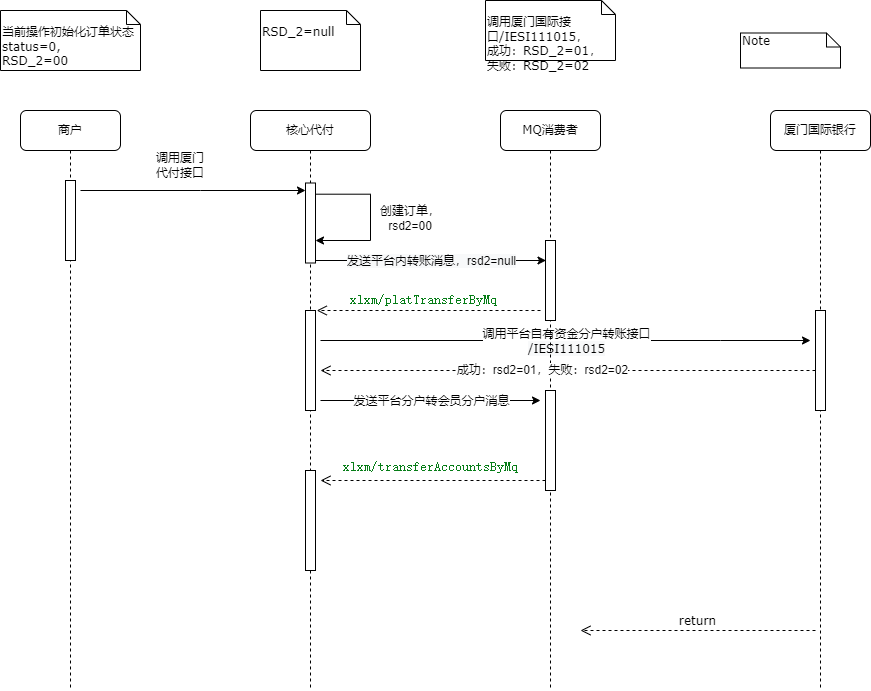 当前操作初始化订单状态
status=0，
RSD_2=00
RSD_2=null
调用厦门国际接
口/IESI111015，
成功：RSD_2=01，
失败：RSD_2=02
Note
商户
核心代付
MQ消费者
厦门国际银行
调用厦门
代付接口
创建订单，
rsd2=00
发送平台内转账消息，rsd2=null
xlxm/platTransferByMq
调用平台自有资金分户转账接口
/IESI111015
成功：rsd2=01，失败：rsd2=02
发送平台分户转会员分户消息
xlxm/transferAccountsByMq
return